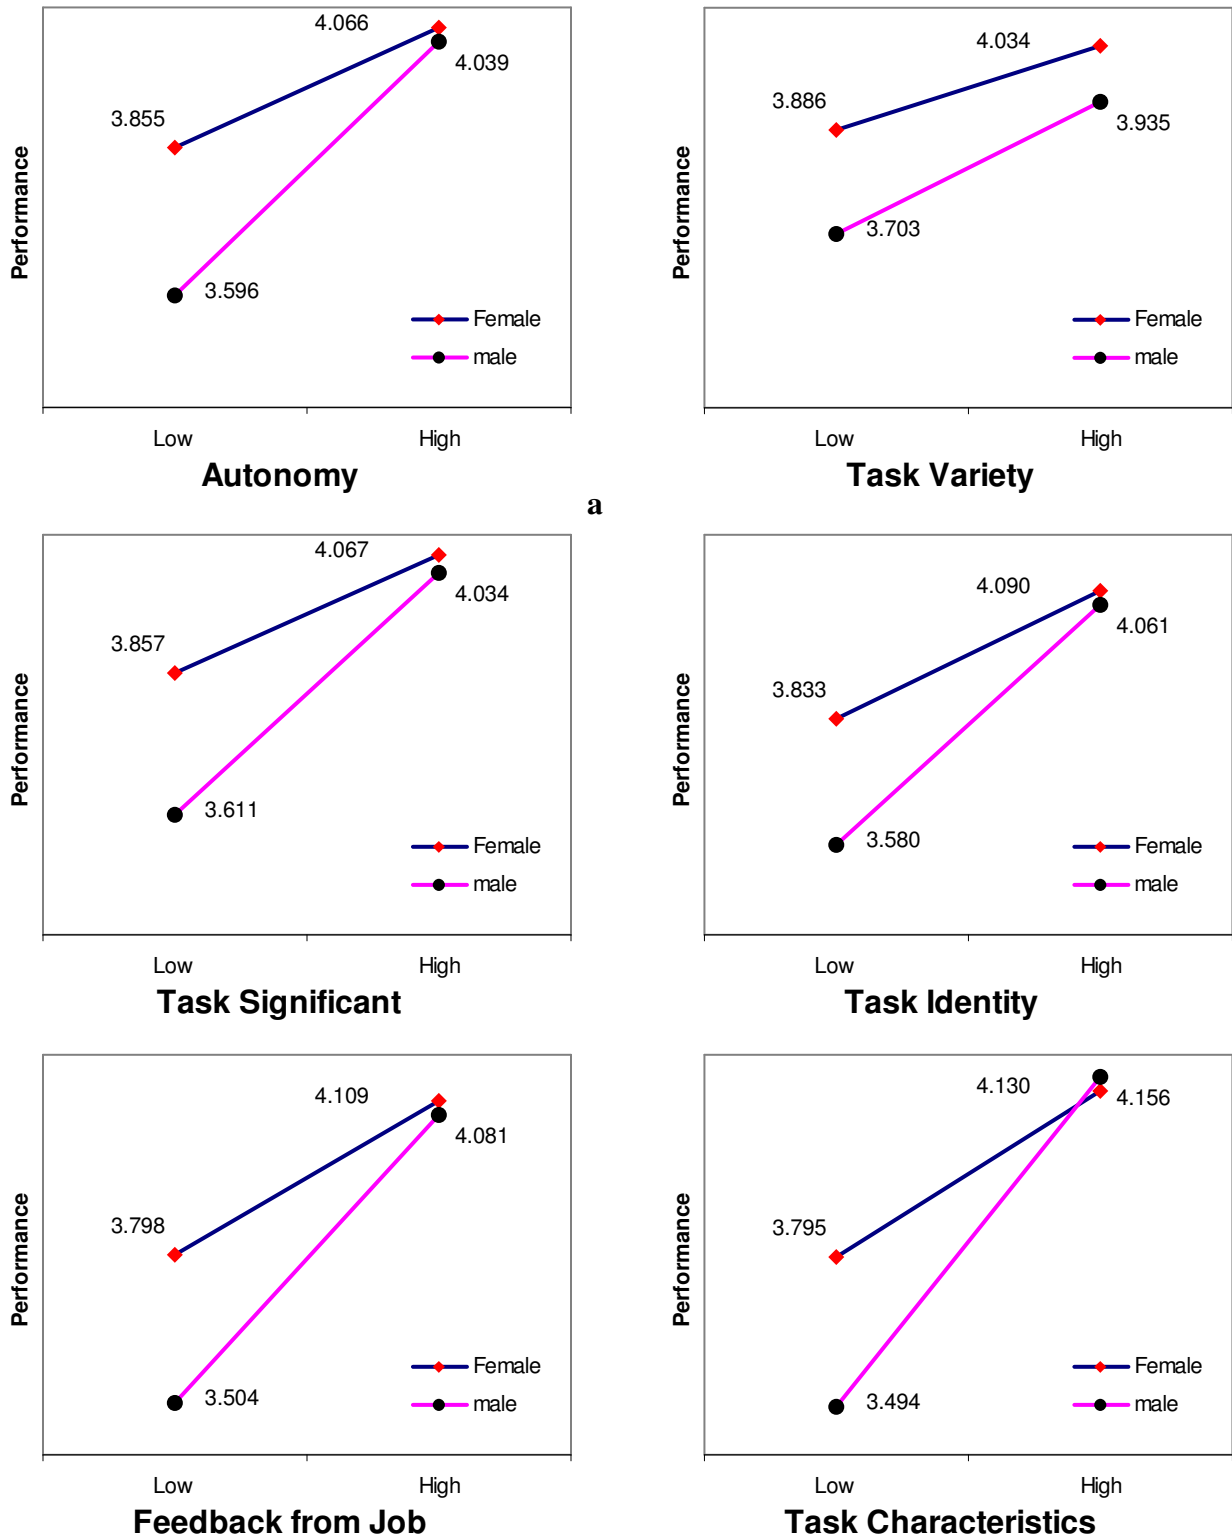 4.066
4.039
3.855
3.596
Performance
Female
male
Low High
Autonomy
4.034
3.935
3.886
3.703
Performance
Female
male
Low High
Task Variety
a
4.067
4.034
3.857
3.611
Performance
Female
male
Low High
Task Significant
4.090
4.061
3.833
3.580
Performance
Female
male
Low High
Task Identity
4.109
4.081
3.798
3.504
Performance
Female
male
Low High
Feedback from Job
4.130
4.156
3.795
3.494
Performance
Female
male
Low High
Task Characteristics